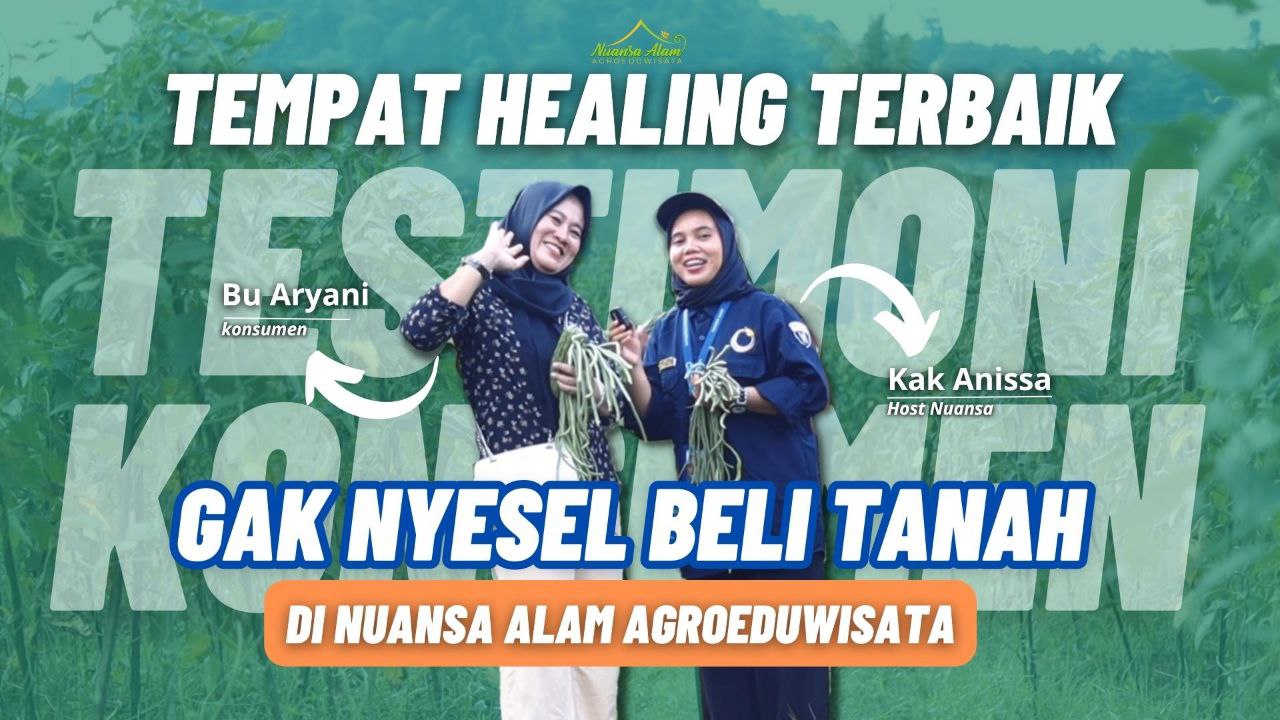 Nuansa Alam
AGROEDUWISATA
TEMPAT HEALING TERBAIK
TESTIMONI
Bu Aryani
konsumen
Kak Anissa
Host Nuansa
KONSUMEN
GAK NYESEL BELI TANAH
DI NUANSA ALAM AGROEDUWISATA